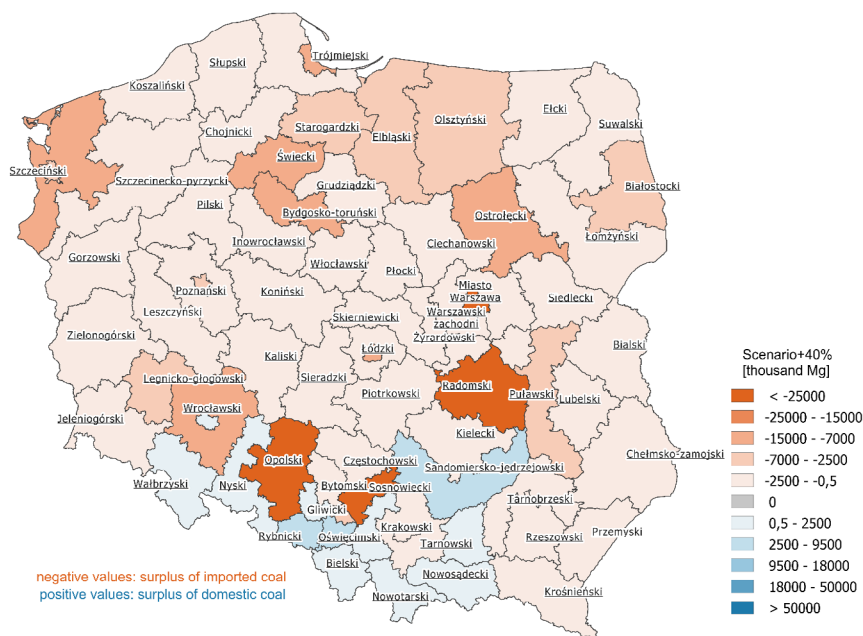 Trójmiejski
Słupski
Koszaliński
Ełcki
Suwalski
Olsztyński
Chojnicki
Starogardzki
Elbląski
Świecki
Szczeciński
Szczecinecko-pyrzycki
Grudziądzki
Białostocki
Pilski
Bydgosko-toruński
Ostrołęcki
Łomżyński
Inowrocławski
Ciechanowski
Gorzowski
Włocławski
Płocki
Poznański
Koniński
Miasto
Warszawa
Siedlecki
Leszczyński
Skierniewicki
Warszawski
zachodni
Żyrardowski
Zielonogórski
Łódzki
Bialski
Kaliski
Sieradzki
Legnicko-głogowski
Radomski
Piotrkowski
Puławski
Lubelski
Wrocławski
Jeleniogórski
Kielecki
Chełmsko-zamojski
Opolski
Częstochowski
Sandomiersko-jędrzejowski
Wałbrzyski
Nyski
Bytomski
Sosnowiecki
Tarnobrzeski
Gliwicki
Krakowski
Przemyski
Rybnicki
Oświęcimski
Tarnowski
Rzeszowski
Bielski
Nowosądecki
Nowotarski
Krośnieński
negative values: surplus of imported coal
positive values: surplus of domestic coal
Scenario+40%
[thousand Mg]
< -25000
-25000 - -15000
-15000 - -7000
-7000 - -2500
-2500 - -0,5
0
0,5 - 2500
2500 - 9500
9500 - 18000
18000 - 50000
> 50000